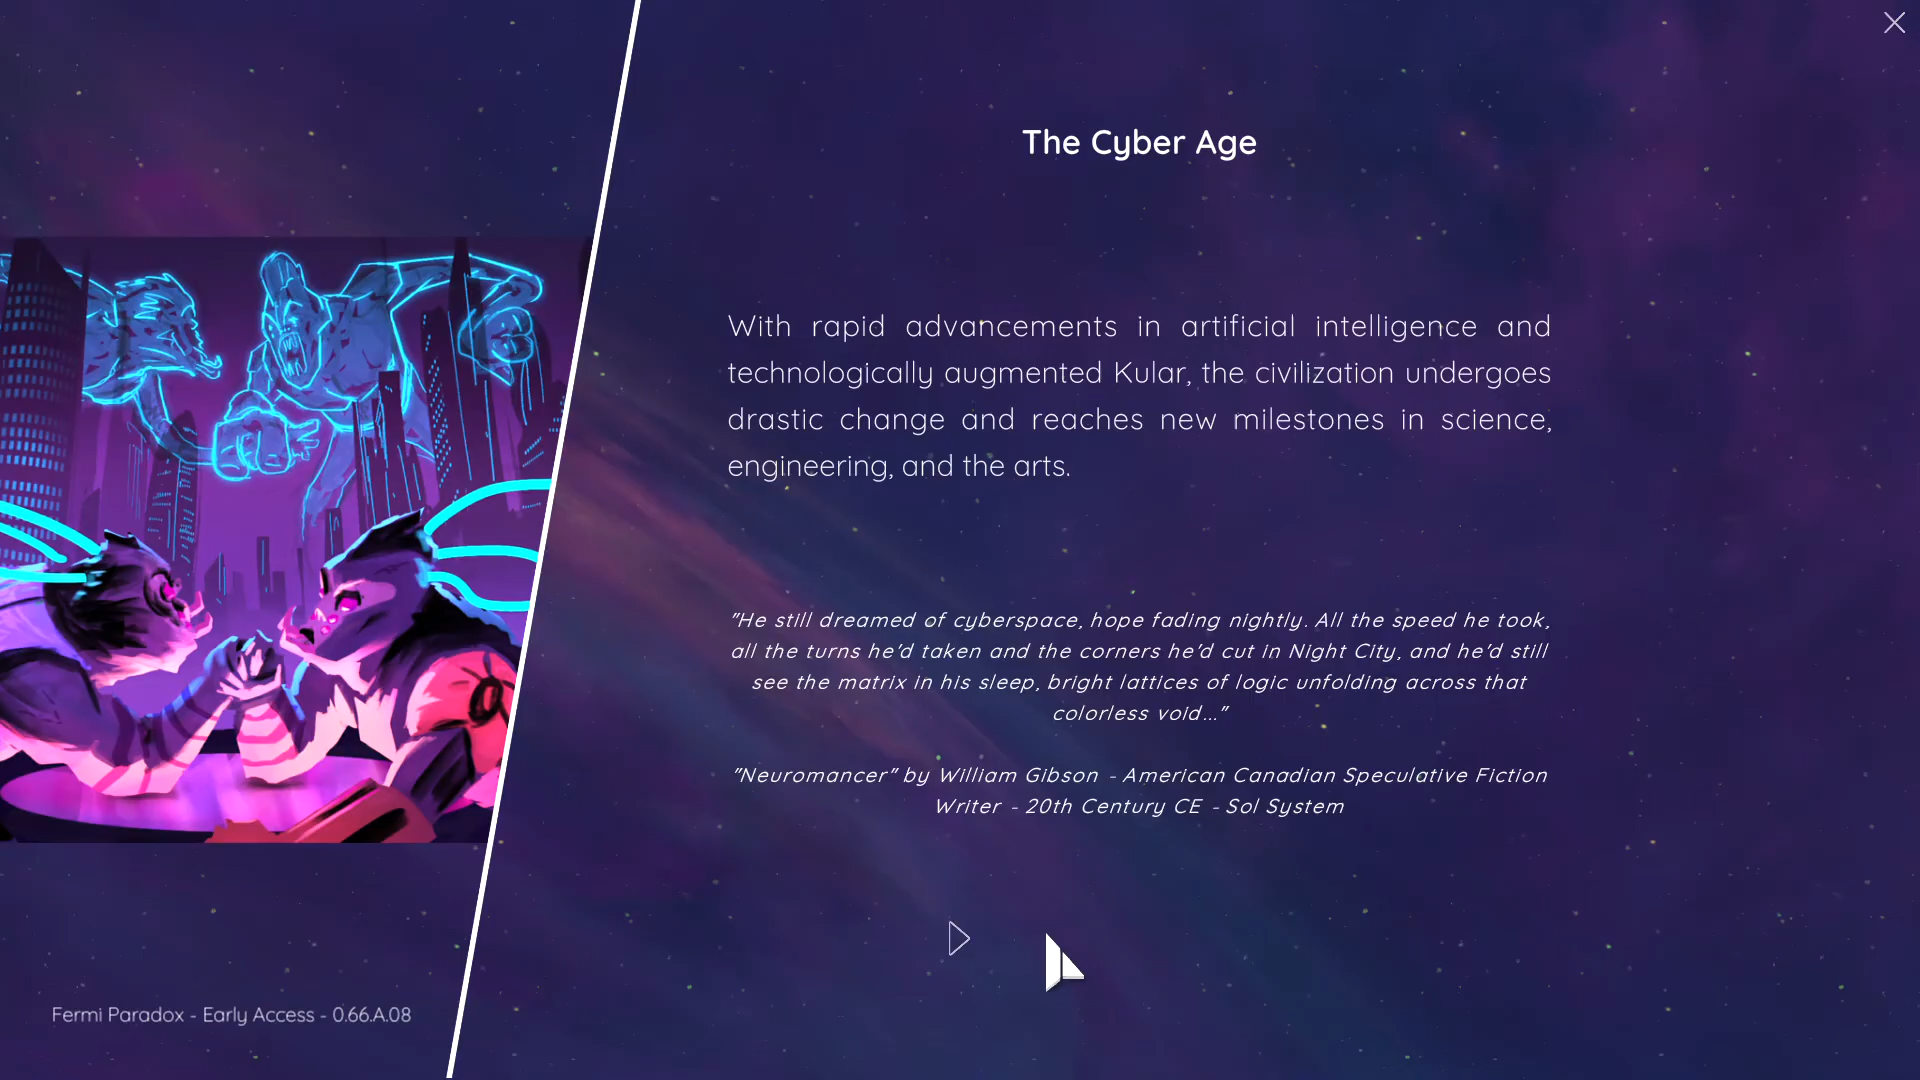 The Cyber Age
With rapid advancements in artificial intelligence and
technologically augmented Kular, the civilization undergoes
drastic change and reaches new milestones in science,
engineering, and the arts.
"He still dreamed of cyberspace, hope fading nightly. All the speed he took,
all the turns he'd taken and the corners he'd cut in Night City, and he'd still
see the matrix in his sleep, bright lattices of logic unfolding across that
colorless void..."
"Neuromancer" by William Gibson - American Canadian Speculative Fiction
Writer - 20th Century CE - Sol System
Fermi Paradox - Early Access - 0.66.A.08